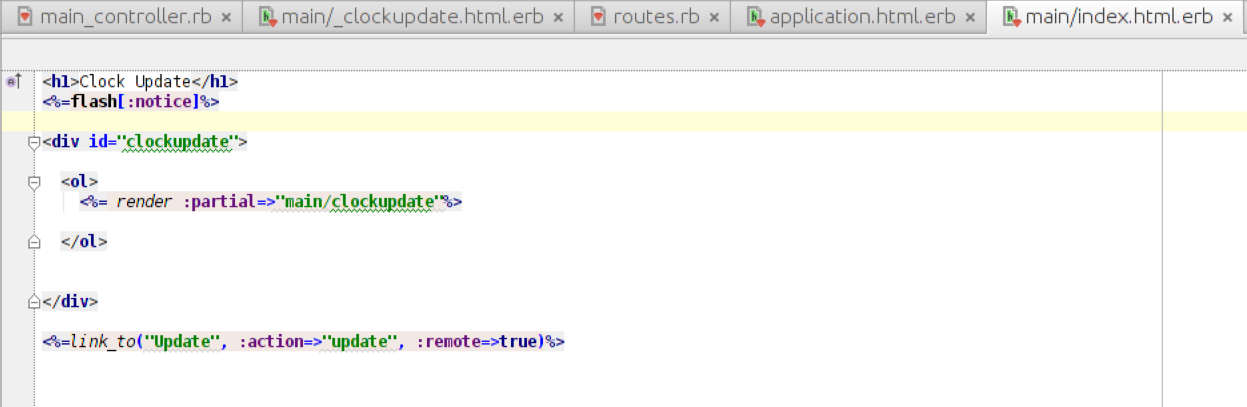 main_controller.rb × main/_clockupdate.html.erb × routes.rb × application.html.erb × main/index.html.erb ×
<h1>Clock Update</h1>
<%=flash[:notice]%>
<div id="clockupdate">
<ol>
<%= render :partial=>"main/clockupdate"%>
</ol>
</div>
<%=link_to("Update", :action=>"update", :remote=>true)%>